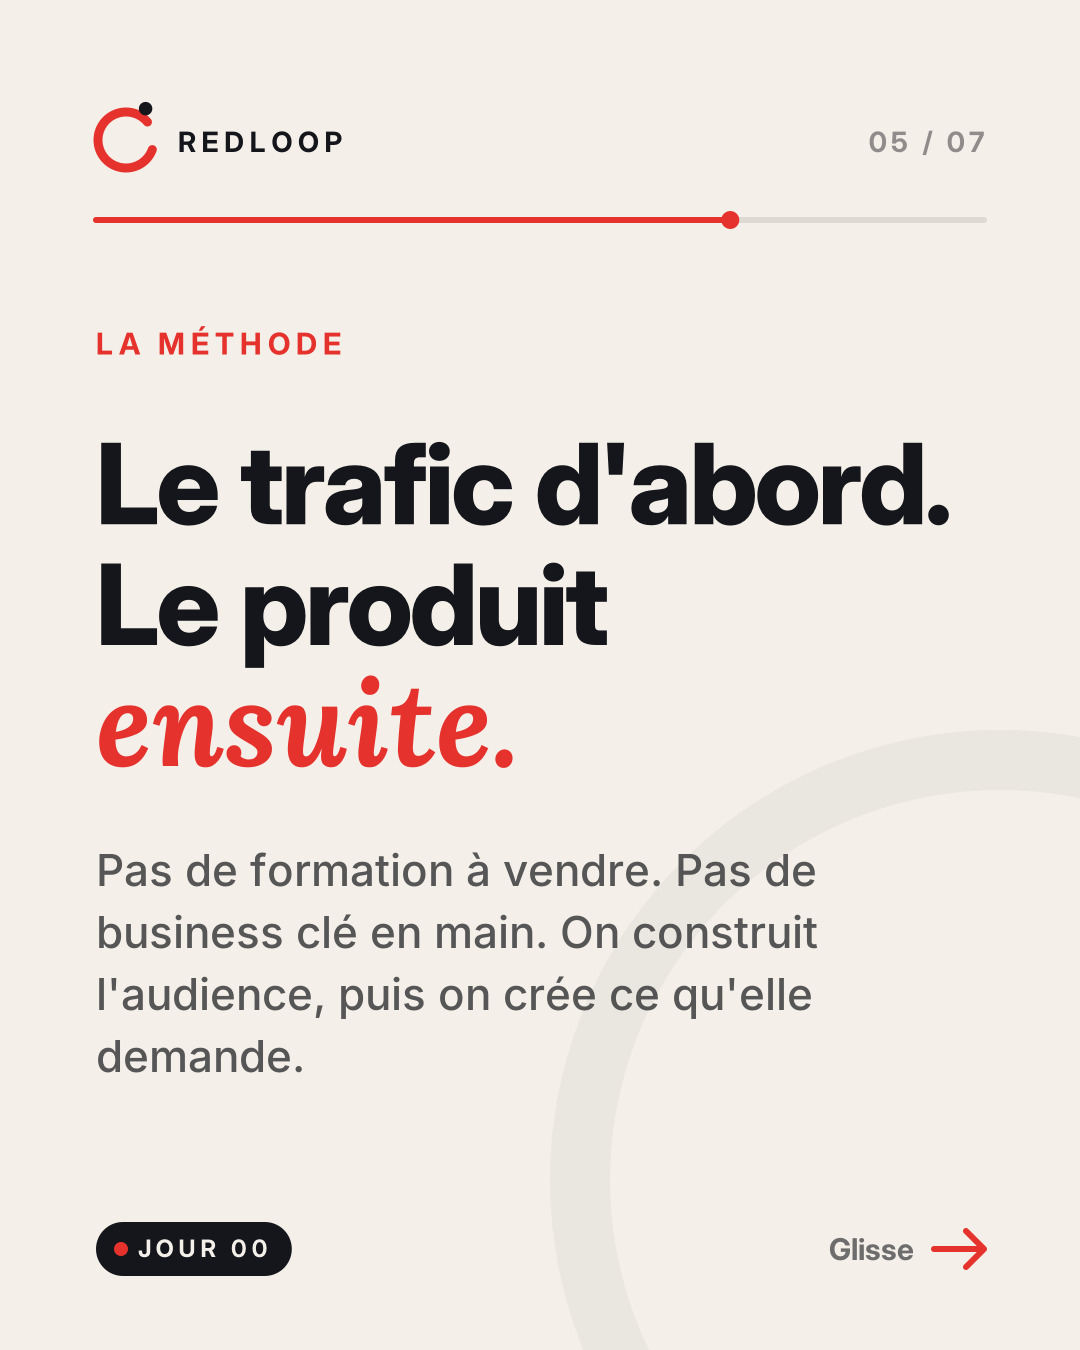 REDLOOP
05 / 07
LA MÉTHODE
Le trafic d'abord.
Le produit
ensuite.
Pas de formation à vendre. Pas de
business clé en main. On construit
l'audience, puis on crée ce qu'elle
demande.
JOUR 00
Glisse